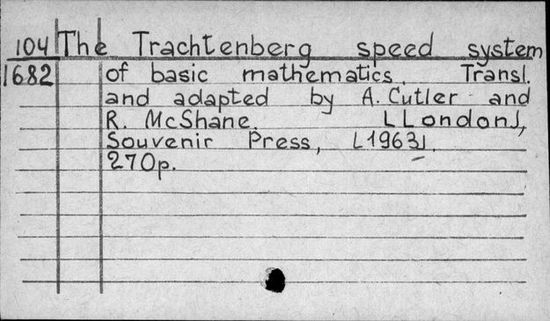 104 The Trachtenberg speed system
1682 of basic mathematics. Transl.
and adapted by A. Cutler and
R. McShane. [London],
Souvenir Press, [1963].
270p.